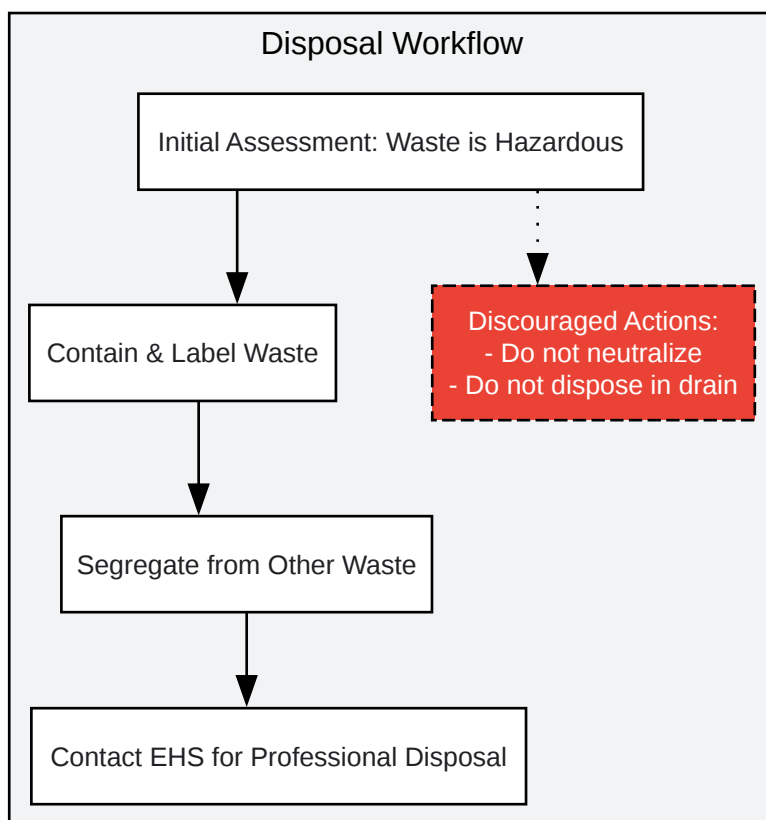 Disposal Workflow
Initial Assessment: Waste is Hazardous
Contain & Label Waste
Discouraged Actions:
- Do not neutralize
- Do not dispose in drain
Segregate from Other Waste
Contact EHS for Professional Disposal